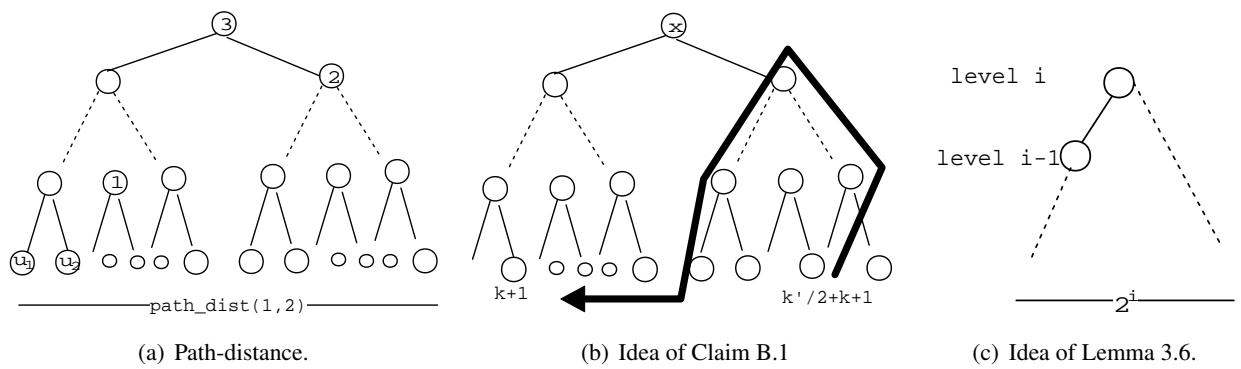 3
2
1
u1
u2
path_dist(1,2)
(a) Path-distance.
x
k+1
k'/2+k+1
(b) Idea of Claim B.1
level i
level i-1
2^i
(c) Idea of Lemma 3.6.